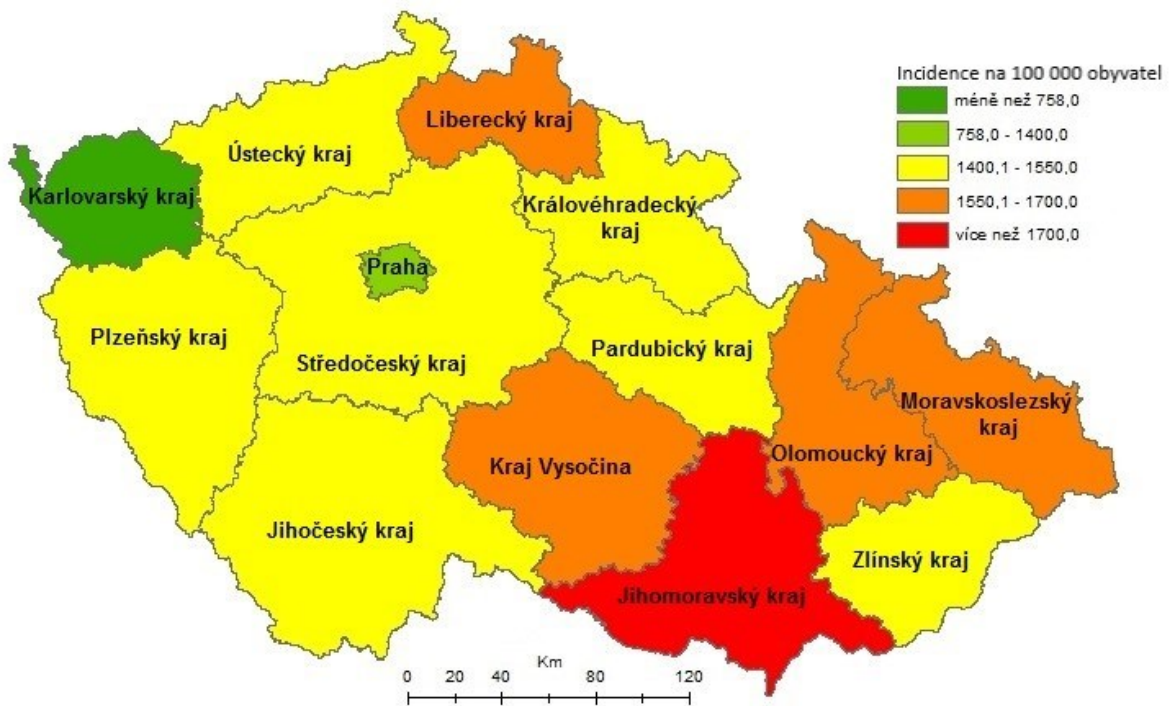 Incidence na 100 000 obyvatel
méně než 758,0
758,0 - 1400,0
1400,1 - 1550,0
1550,1 - 1700,0
více než 1700,0
Liberecký kraj
Ústecký kraj
Karlovarský kraj
Královéhradecký
kraj
Praha
Plzeňský kraj
Středočeský kraj
Pardubický kraj
Moravskoslezský
kraj
Olomoucký kraj
Kraj Vysočina
Jihočeský kraj
Zlínský kraj
Jihomoravský kraj
Km
0 20 40 80 120